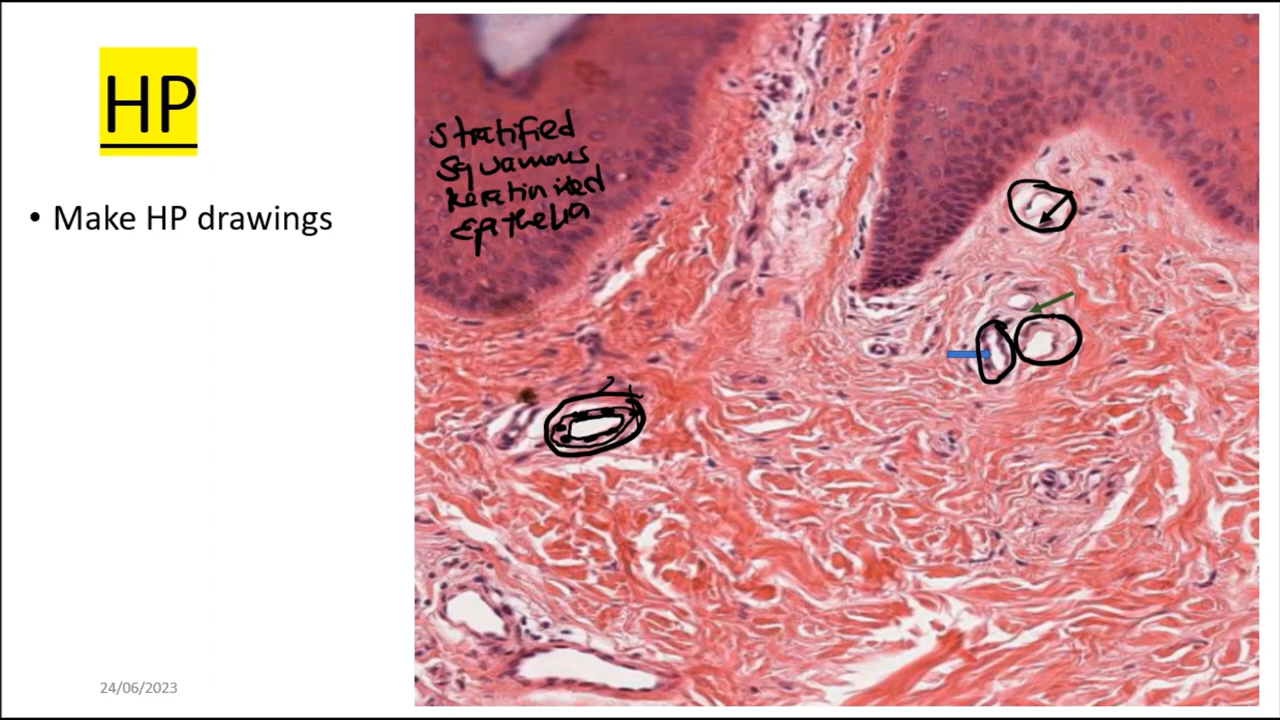 HP
• Make HP drawings
24/06/2023
Stratified
Squamous
keratinized
Epithelia